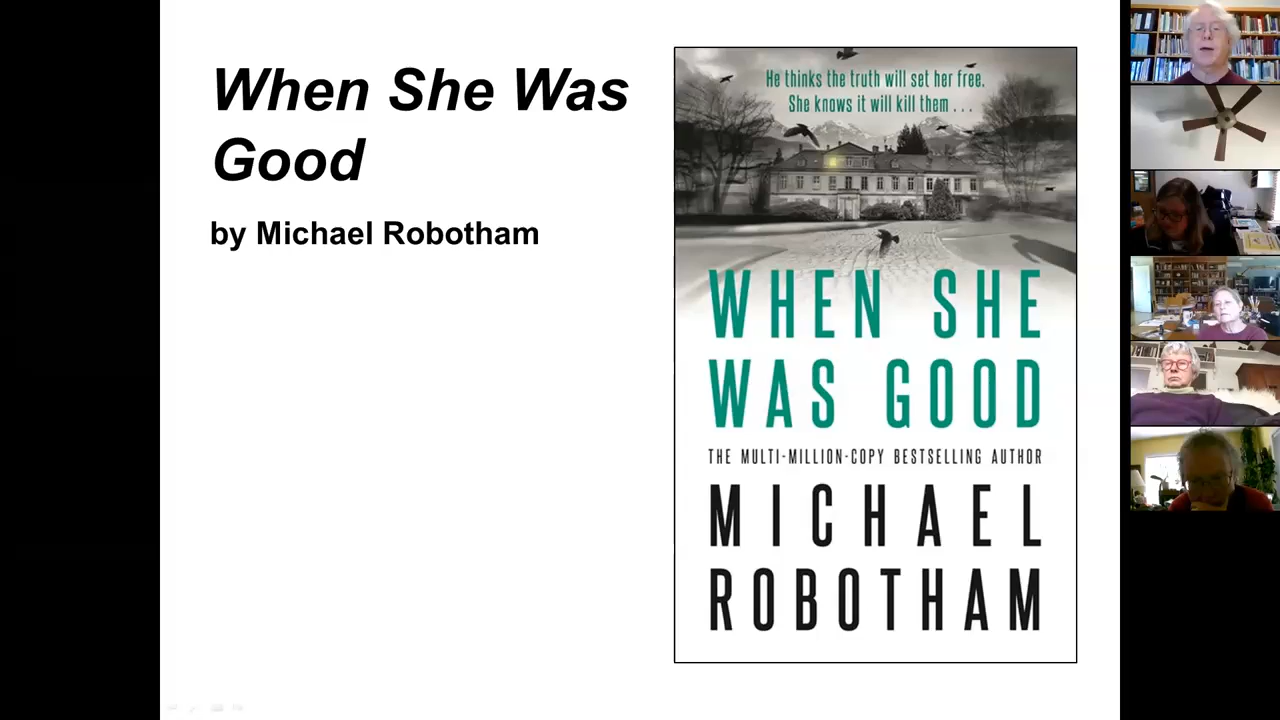 When She Was
Good
by Michael Robotham
He thinks the truth will set her free.
She knows it will kill them . . .
WHEN SHE
WAS GOOD
THE MULTI-MILLION-COPY BESTSELLING AUTHOR
MICHAEL
ROBOTHAM